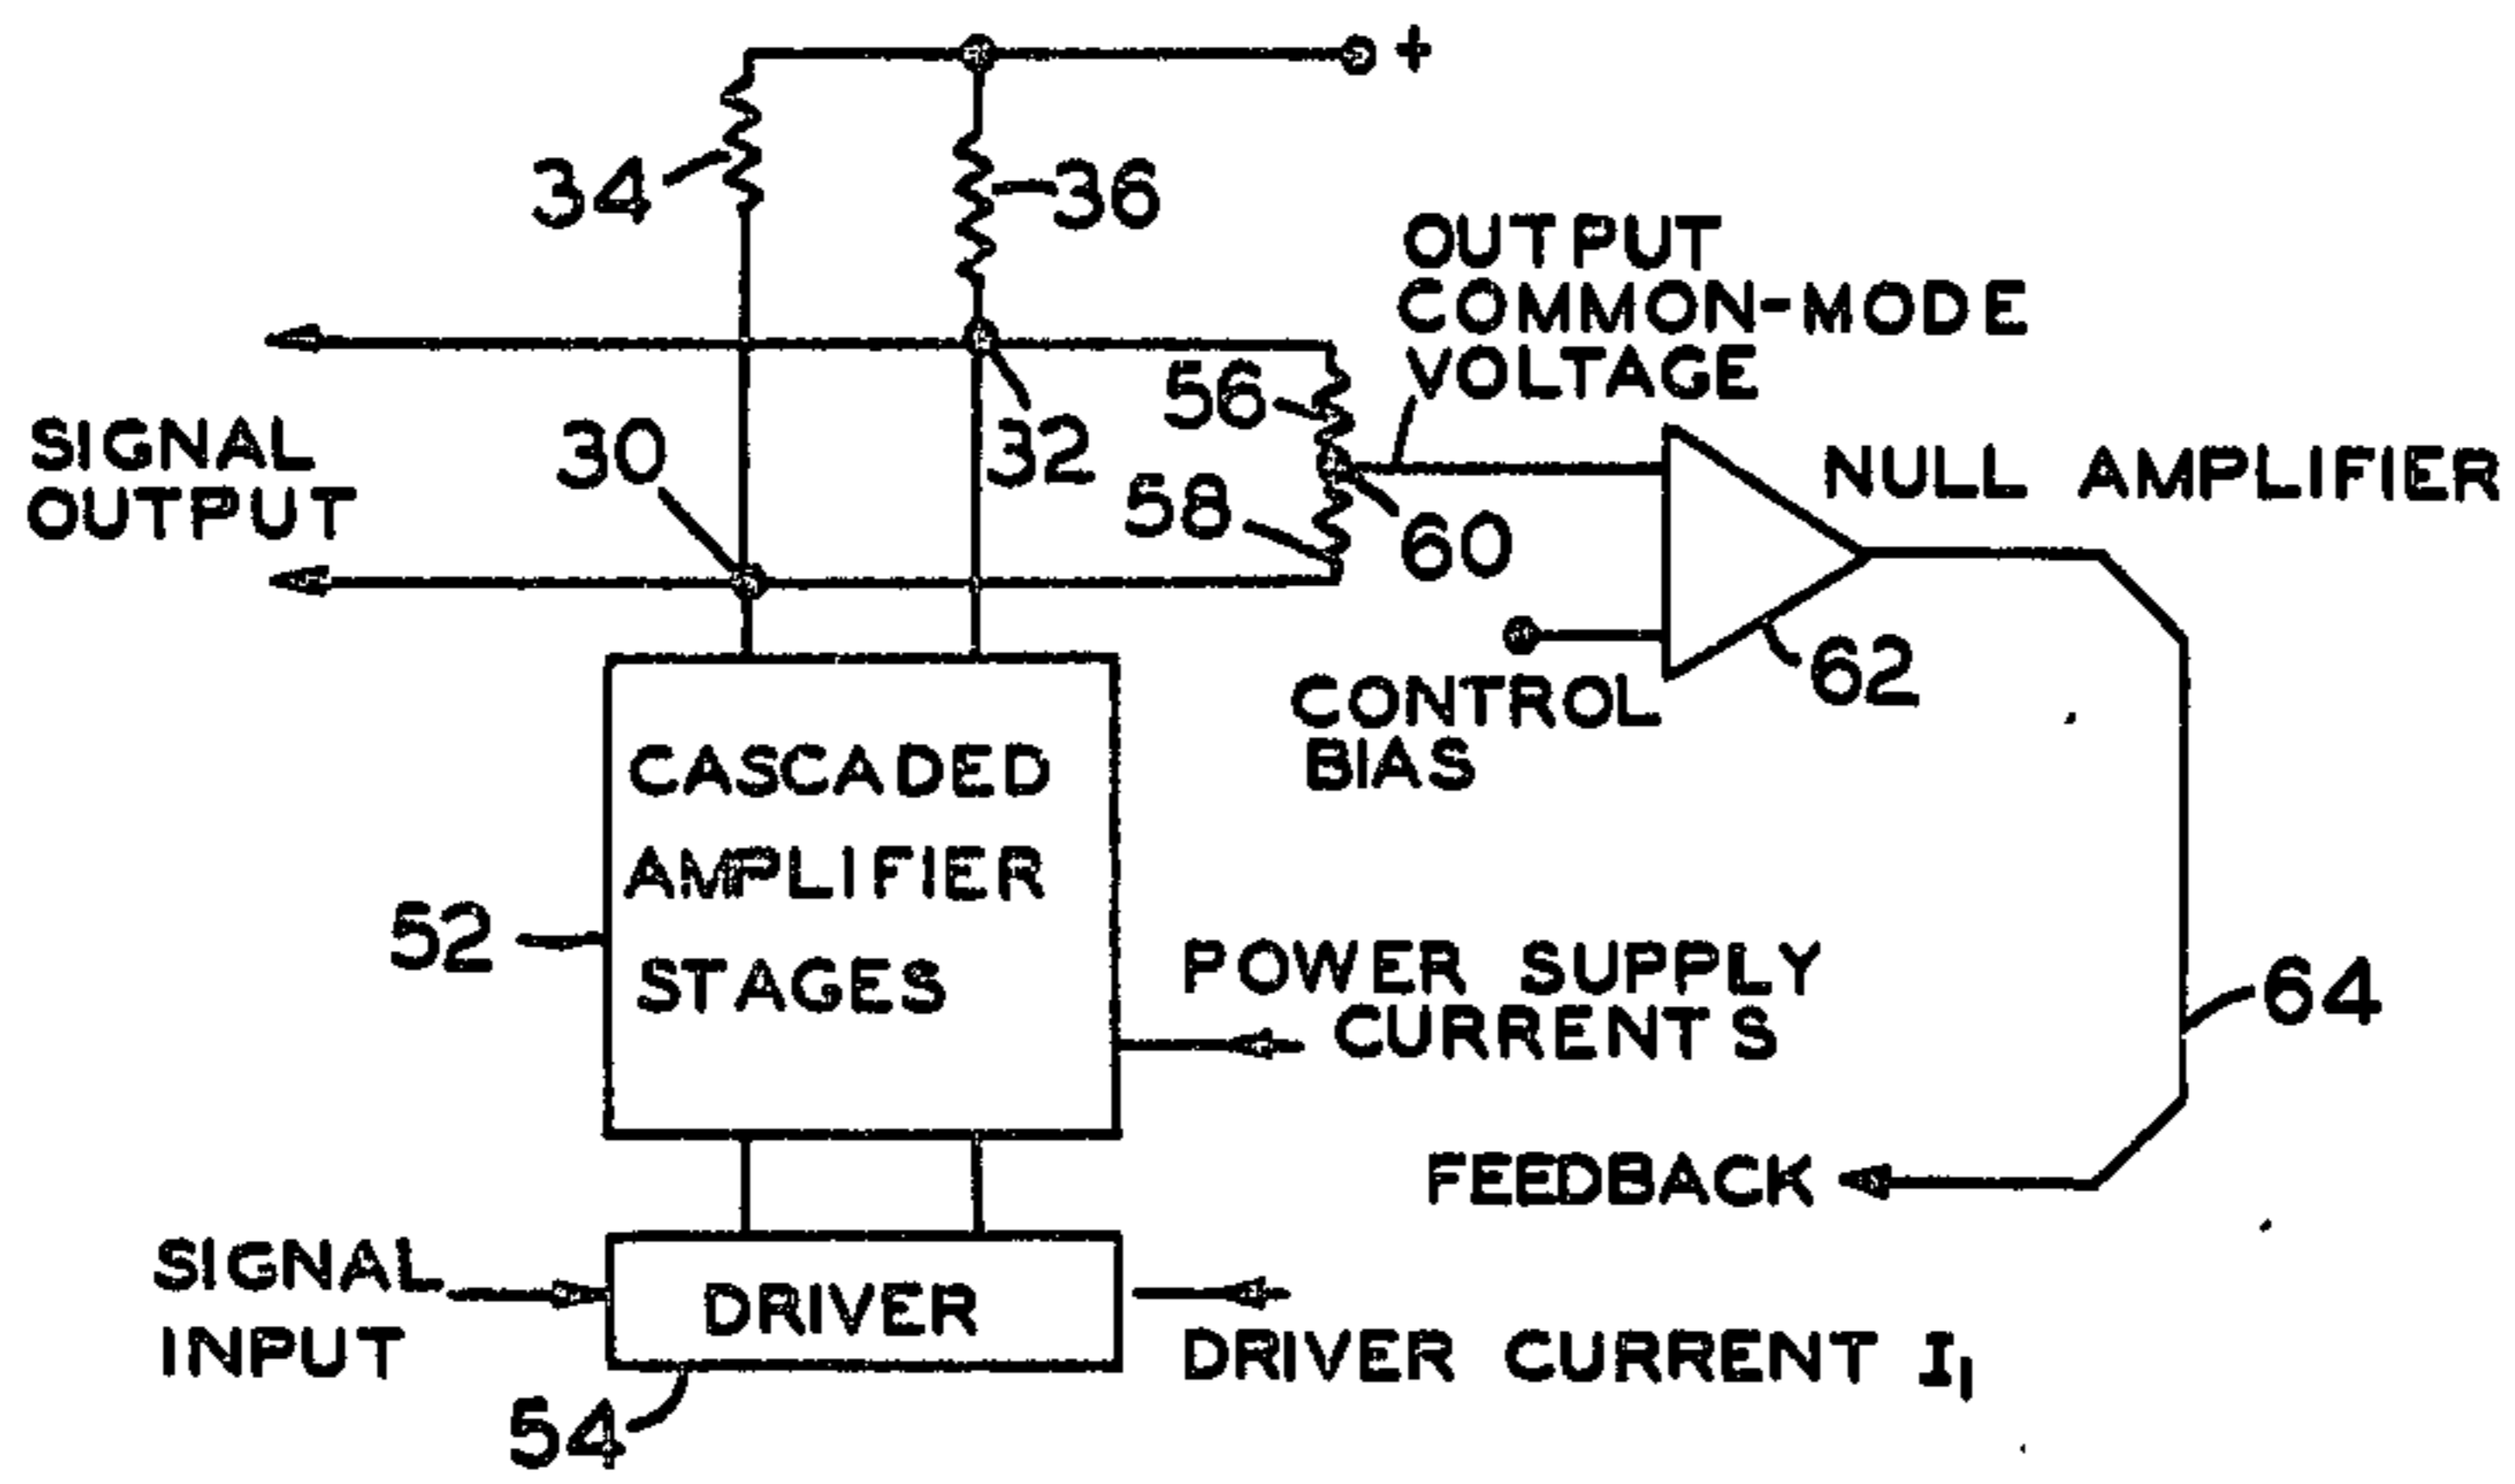 +
34
36
OUTPUT
COMMON-MODE
VOLTAGE
56
SIGNAL
OUTPUT
30
32
58
60
NULL AMPLIFIER
62
CONTROL
BIAS
CASCADED
AMPLIFIER
STAGES
52
POWER SUPPLY
CURRENTS
64
FEEDBACK
SIGNAL
INPUT
DRIVER
DRIVER CURRENT I₁
54